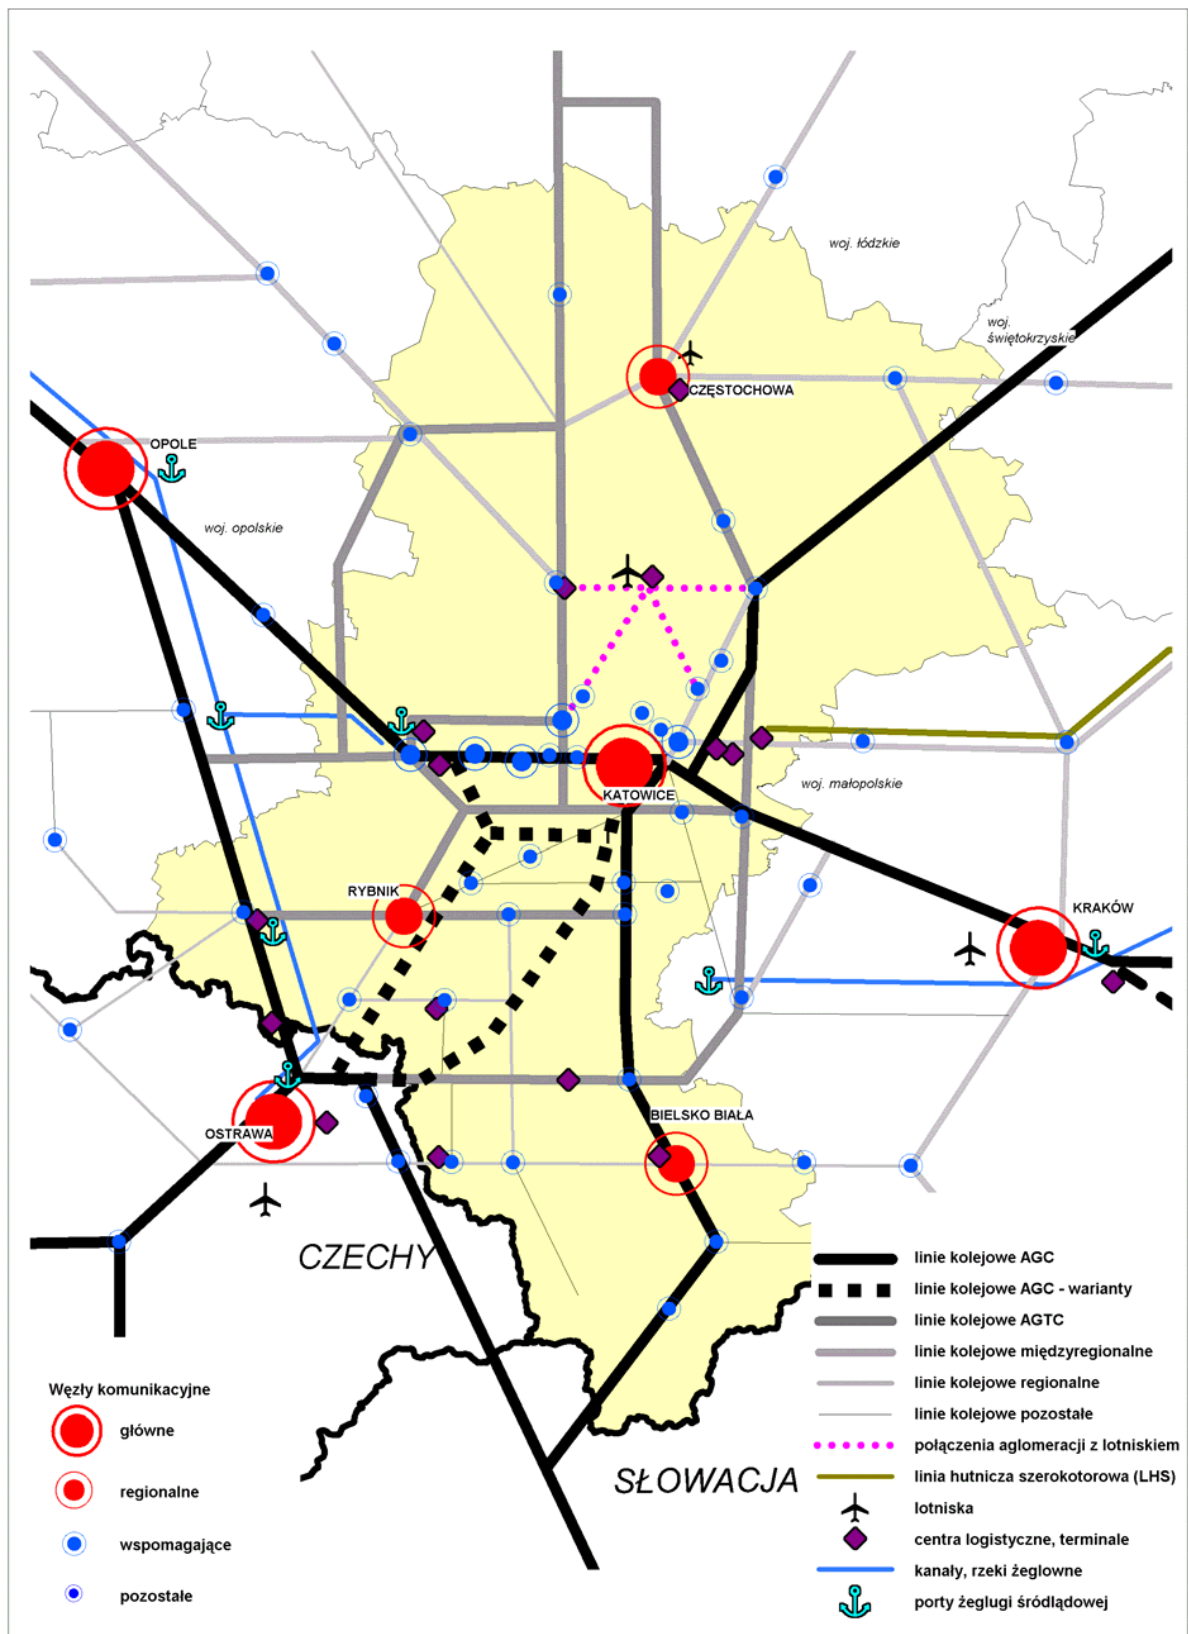 woj. łódzkie
woj.
świętokrzyskie
CZĘSTOCHOWA
OPOLE
woj. opolskie
KATOWICE
woj. małopolskie
RYBNIK
KRAKÓW
BIELSKO BIAŁA
OSTRAWA
CZECHY
SŁOWACJA
linie kolejowe AGC
linie kolejowe AGC - warianty
linie kolejowe AGTC
linie kolejowe międzyregionalne
linie kolejowe regionalne
linie kolejowe pozostałe
połączenia aglomeracji z lotniskiem
linia hutnicza szerokotorowa (LHS)
lotniska
centra logistyczne, terminale
kanały, rzeki żeglowne
porty żeglugi śródlądowej
Węzły komunikacyjne
główne
regionalne
wspomagające
pozostałe